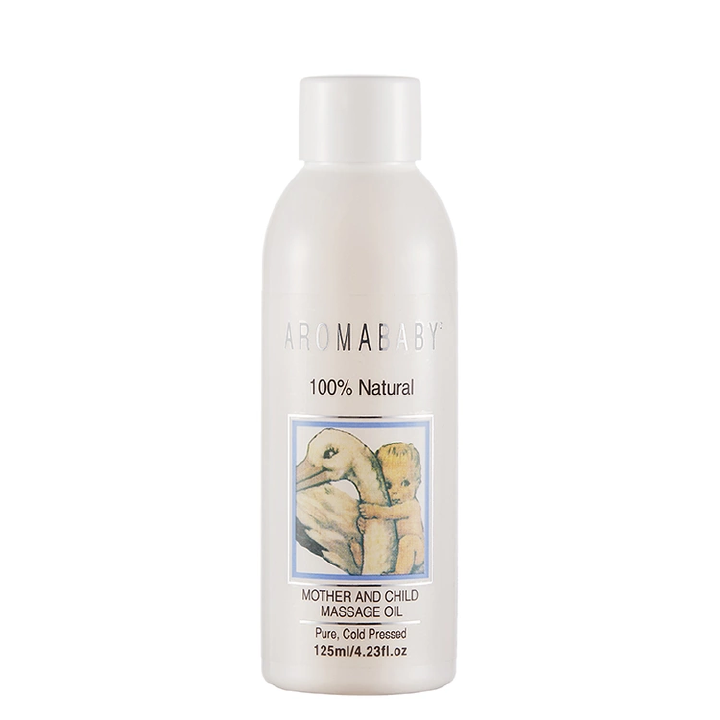 AROMABABY
100% Natural
MOTHER AND CHILD
MASSAGE OIL
Pure, Cold Pressed
125ml/4.23fl.oz